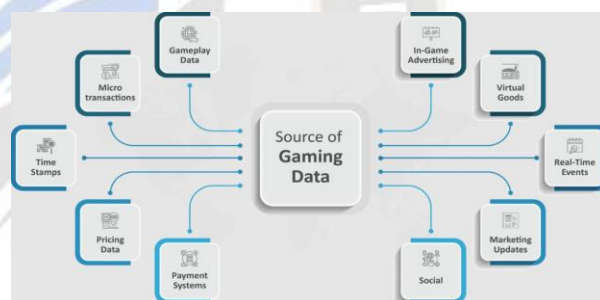 Gameplay
Data
In-Game
Advertising
Micro
transactions
Virtual
Goods
Source of
Gaming
Data
Time
Stamps
Real-Time
Events
Pricing
Data
Marketing
Updates
Payment
Systems
Social